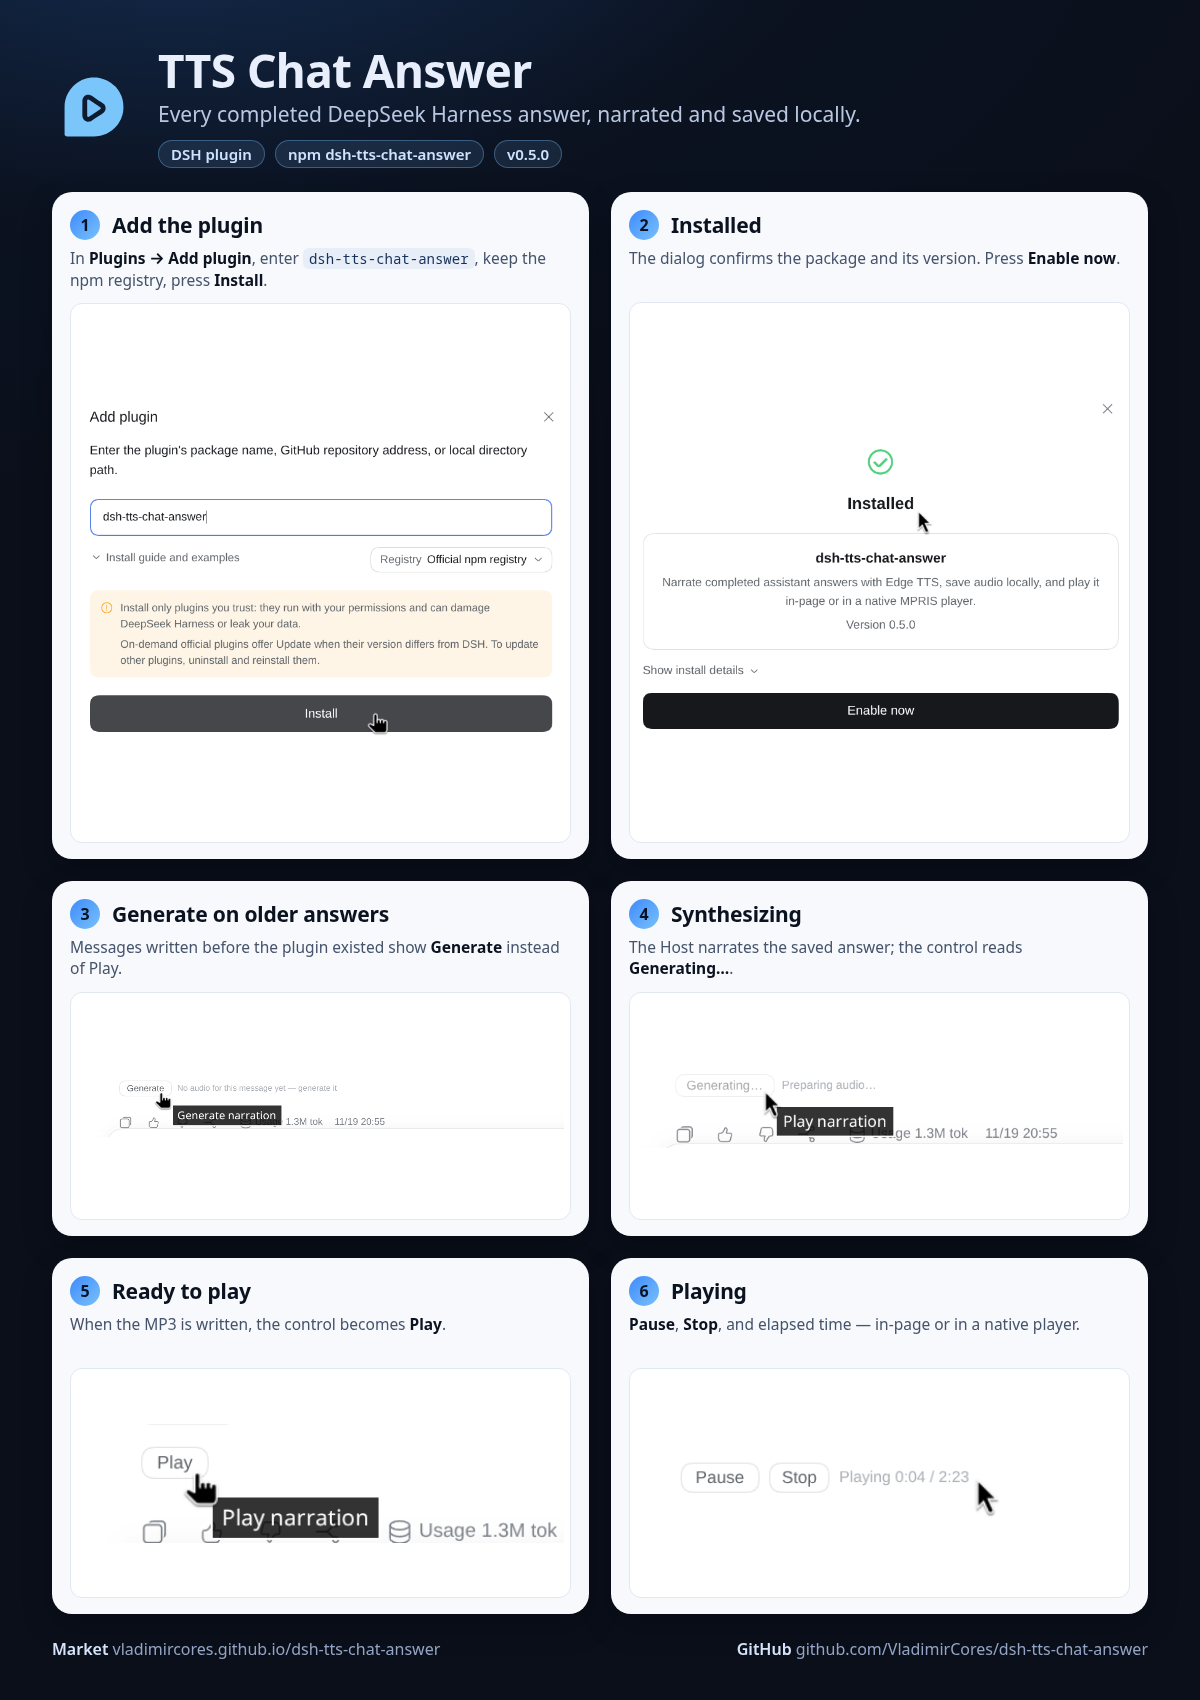 TTS Chat Answer
Every completed DeepSeek Harness answer, narrated and saved locally.
DSH plugin
npm dsh-tts-chat-answer
v0.5.0
1
Add the plugin
In Plugins → Add plugin, enter dsh-tts-chat-answer, keep the
npm registry, press Install.
Add plugin
Enter the plugin's package name, GitHub repository address, or local directory
path.
dsh-tts-chat-answer
Install guide and examples
Registry Official npm registry
Install only plugins you trust: they run with your permissions and can damage
DeepSeek Harness or leak your data.
On-demand official plugins offer Update when their version differs from DSH. To update
other plugins, uninstall and reinstall them.
Install
2
Installed
The dialog confirms the package and its version. Press Enable now.
Installed
dsh-tts-chat-answer
Narrate completed assistant answers with Edge TTS, save audio locally, and play it
in-page or in a native MPRIS player.
Version 0.5.0
Show install details
Enable now
3
Generate on older answers
Messages written before the plugin existed show Generate instead
of Play.
Generate
No audio for this message yet — generate it
Generate narration
1.3M tok
11/19 20:55
4
Synthesizing
The Host narrates the saved answer; the control reads
Generating....
Generating...
Preparing audio...
Play narration
Usage 1.3M tok
11/19 20:55
5
Ready to play
When the MP3 is written, the control becomes Play.
Play
Play narration
Usage 1.3M tok
6
Playing
Pause, Stop, and elapsed time — in-page or in a native player.
Pause
Stop
Playing 0:04 / 2:23
Market vladimircores.github.io/dsh-tts-chat-answer
GitHub github.com/VladimirCores/dsh-tts-chat-answer